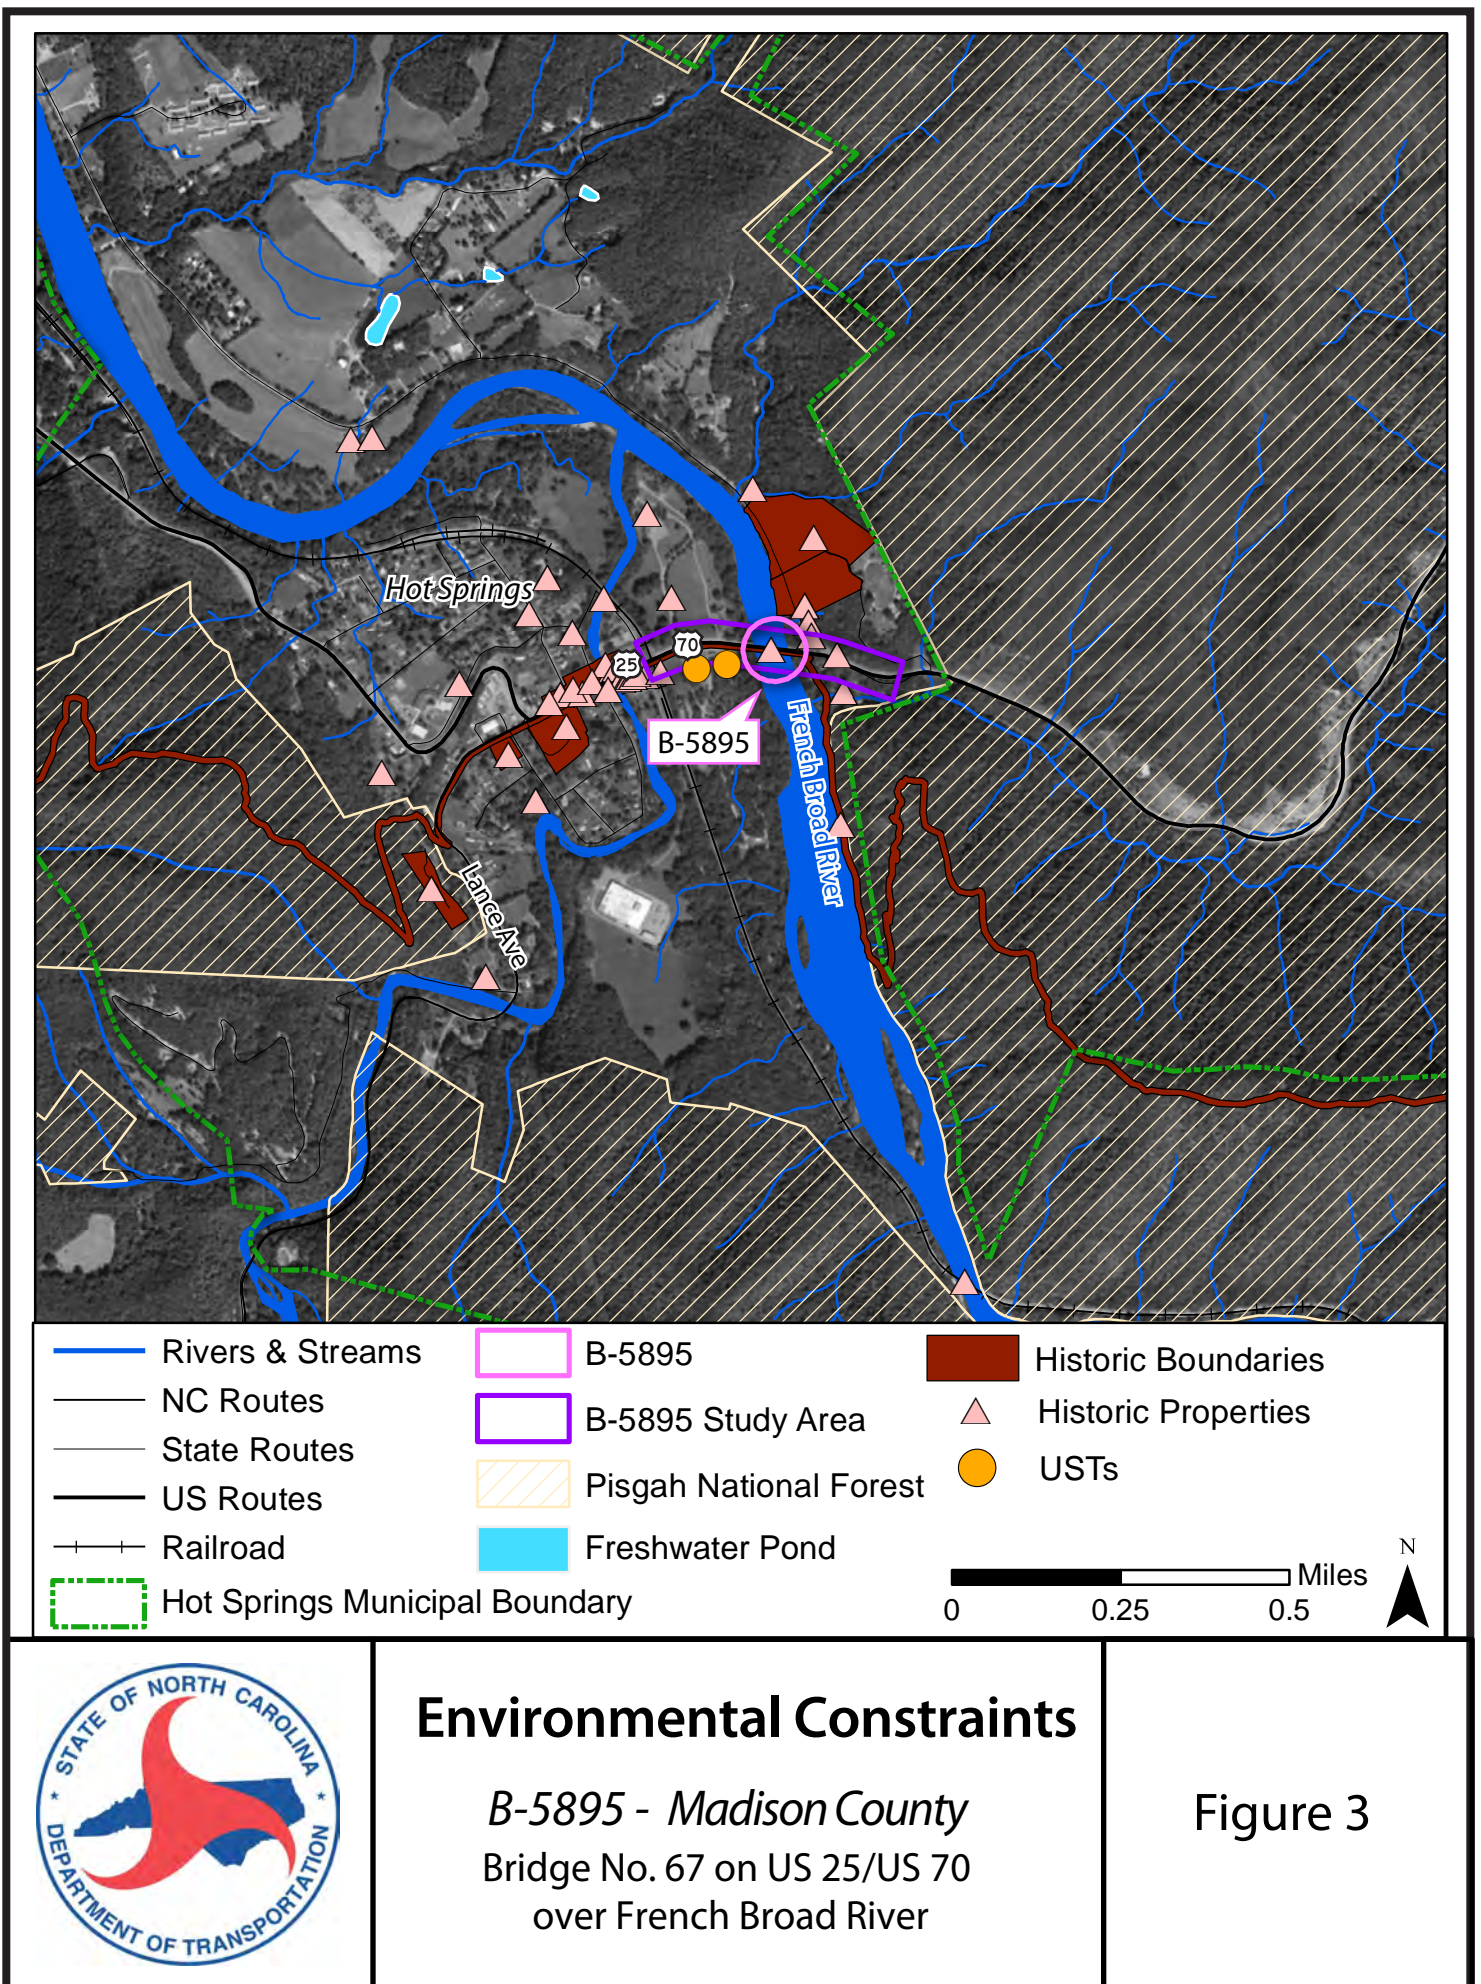 Hot Springs
70
25
B-5895
French Broad River
Lance Ave
Rivers & Streams
NC Routes
State Routes
US Routes
Railroad
Hot Springs Municipal Boundary
B-5895
B-5895 Study Area
Pisgah National Forest
Freshwater Pond
Historic Boundaries
Historic Properties
USTs
Miles
0 0.25 0.5
N
STATE OF NORTH CAROLINA
DEPARTMENT OF TRANSPORTATION
Environmental Constraints
B-5895 - Madison County
Bridge No. 67 on US 25/US 70
over French Broad River
Figure 3